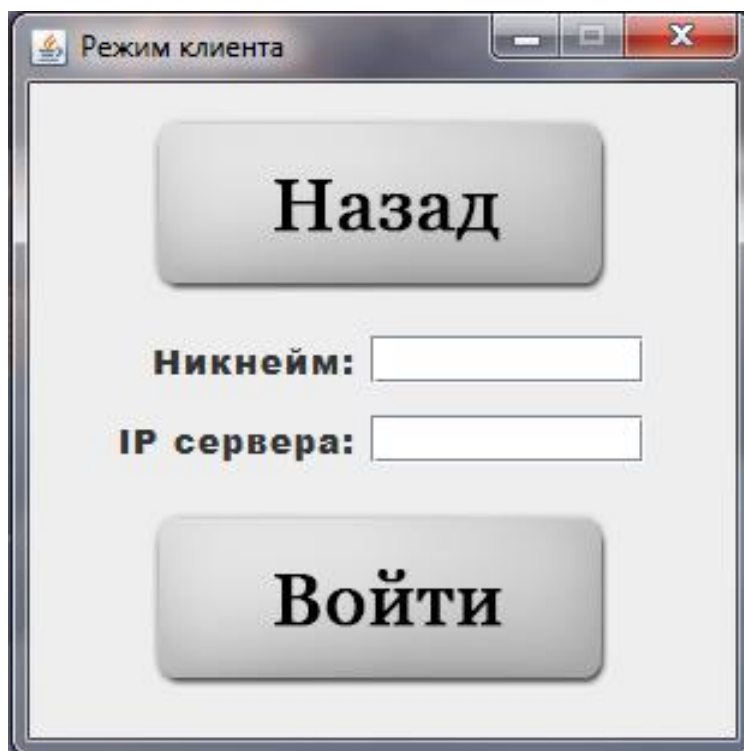 Режим клиента
Назад
Никнейм:
IP сервера:
Войти